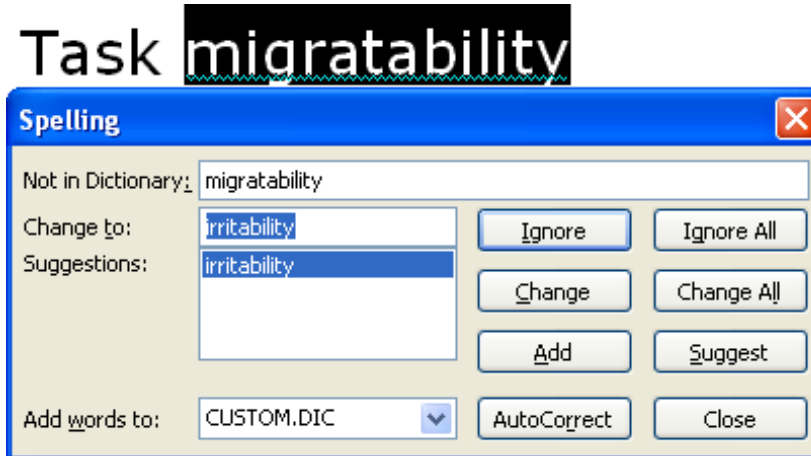 Task migratability
Spelling
Not in Dictionary: migratability
Change to: irritability Ignore Ignore All
Suggestions: irritability
Change Change All
Add Suggest
Add words to: CUSTOM.DIC AutoCorrect Close